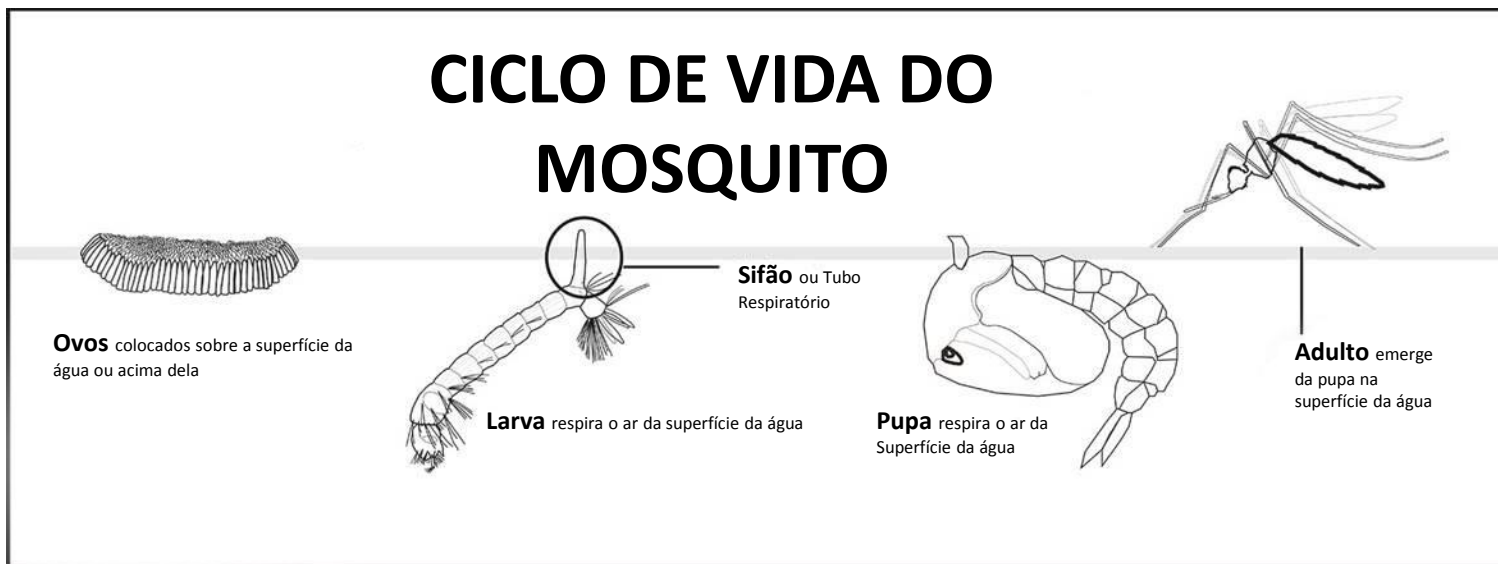 CICLO DE VIDA DO
MOSQUITO
Sifão ou Tubo
Respiratório
Ovos colocados sobre a superfície da
água ou acima dela
Adulto emerge
da pupa na
superfície da água
Larva respira o ar da superfície da água
Pupa respira o ar da
Superfície da água